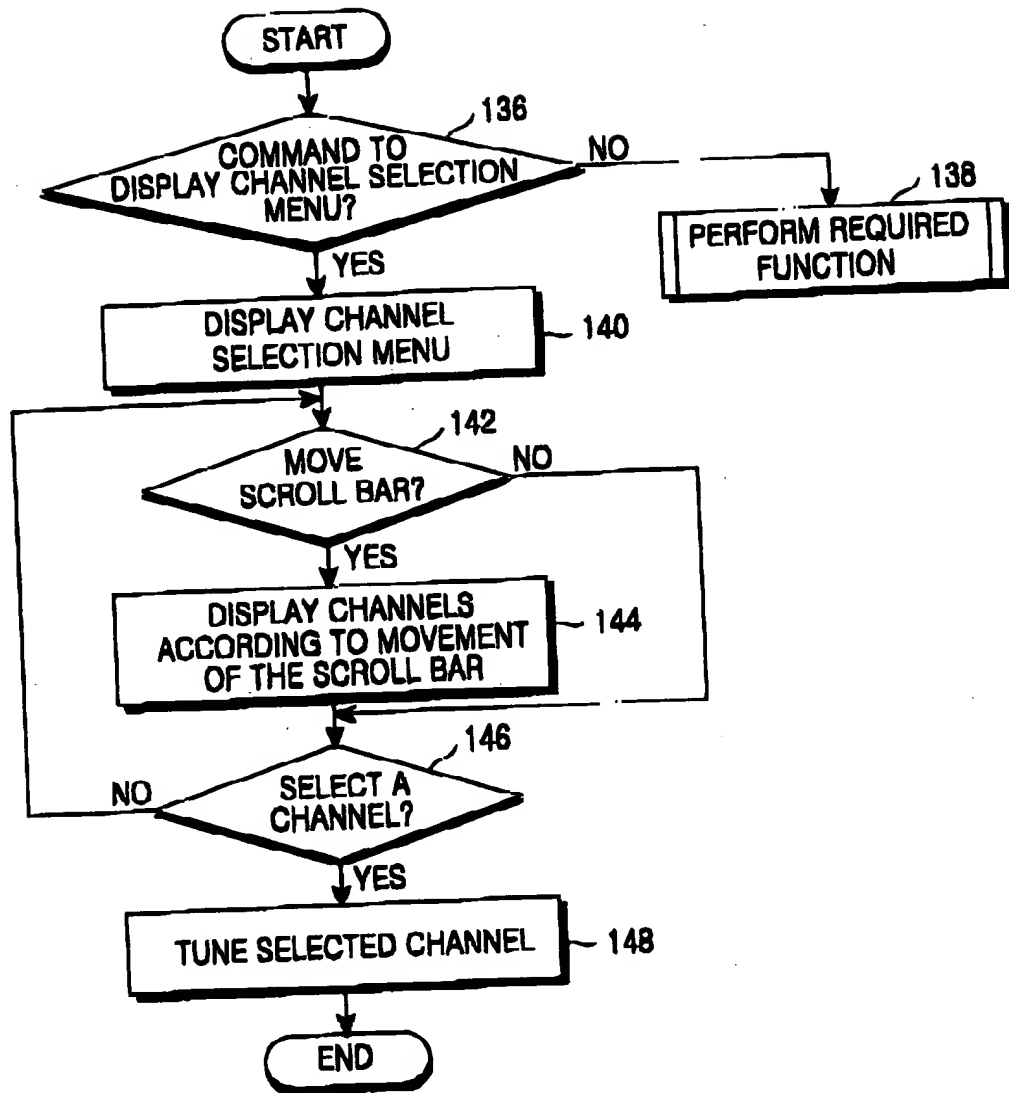 START
136
COMMAND TO
DISPLAY CHANNEL SELECTION
MENU?
NO
138
PERFORM REQUIRED
FUNCTION
YES
DISPLAY CHANNEL
SELECTION MENU
140
142
MOVE
SCROLL BAR?
NO
YES
DISPLAY CHANNELS
ACCORDING TO MOVEMENT
OF THE SCROLL BAR
144
146
NO
SELECT A
CHANNEL?
YES
TUNE SELECTED CHANNEL
148
END